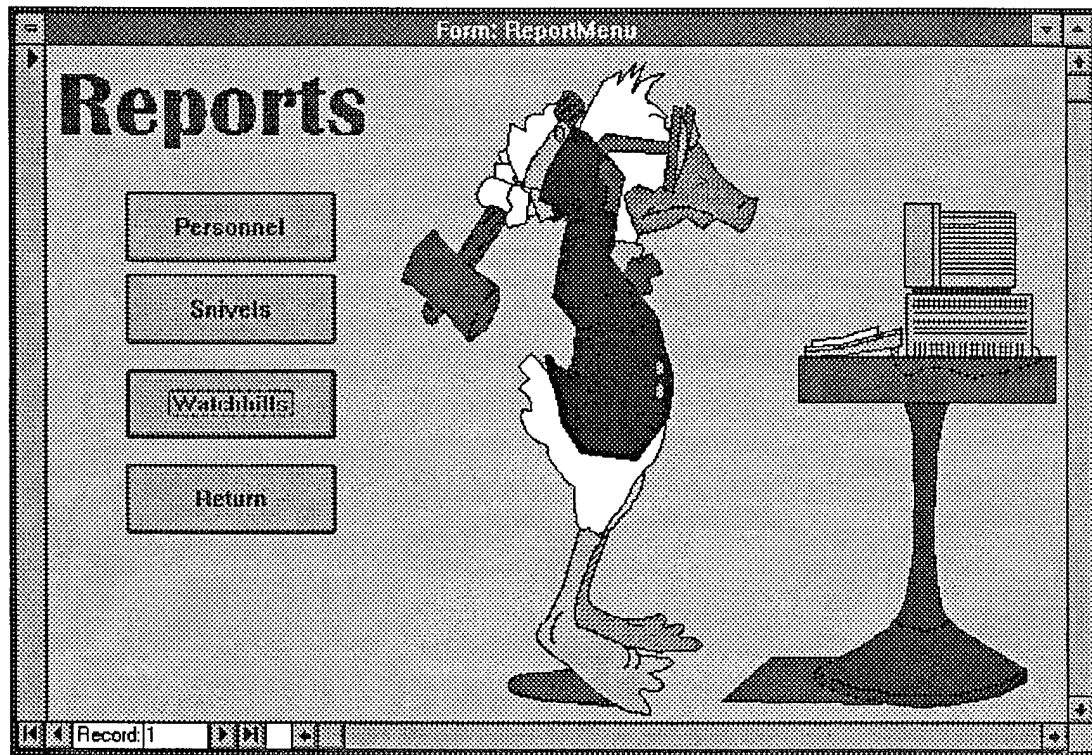 Form: ReportMenu
Reports
Personnel
Snivels
Watchbills
Return
Record: 1